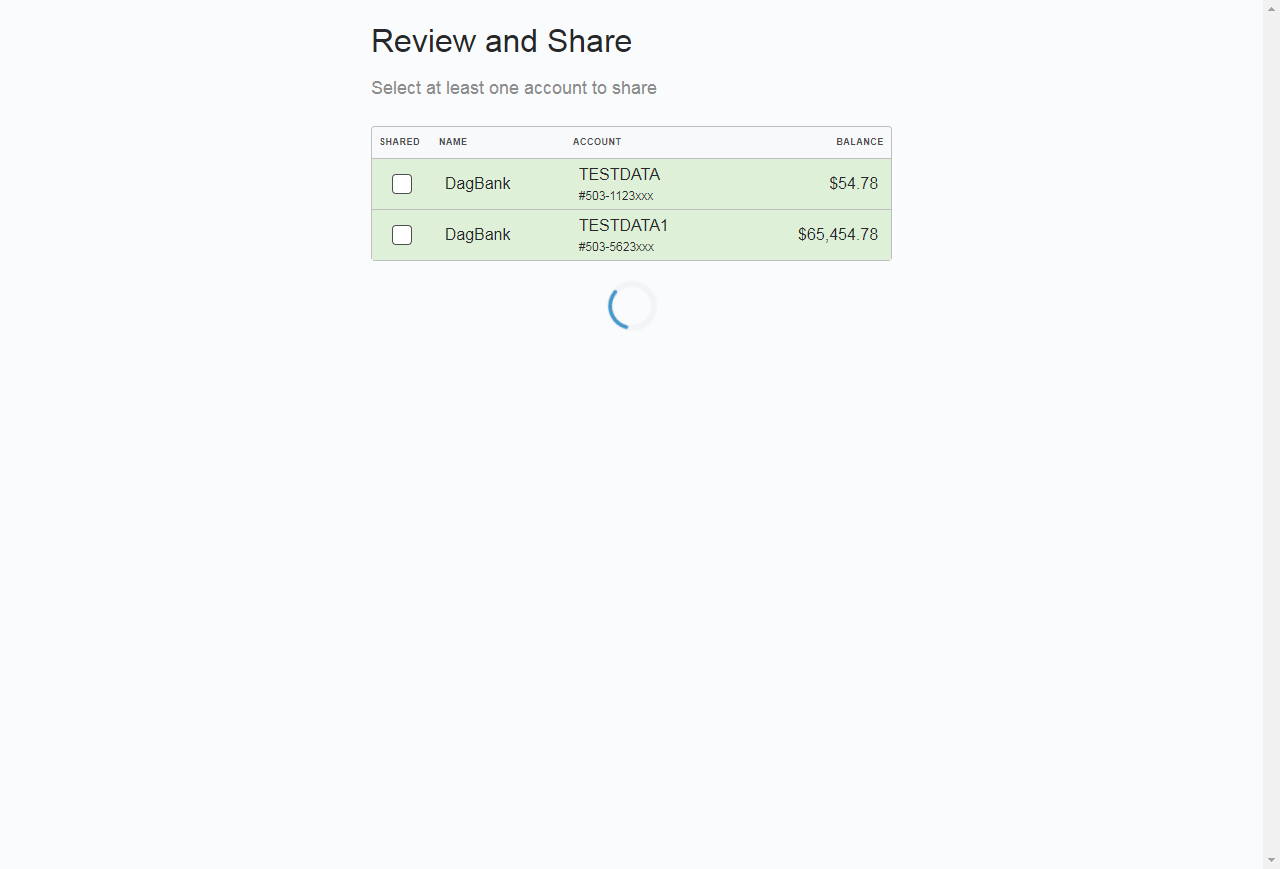 Review and Share
Select at least one account to share
SHARED NAME ACCOUNT BALANCE
DagBank TESTDATA $54.78
#503-1123xxx
DagBank TESTDATA1 $65,454.78
#503-5623xxx